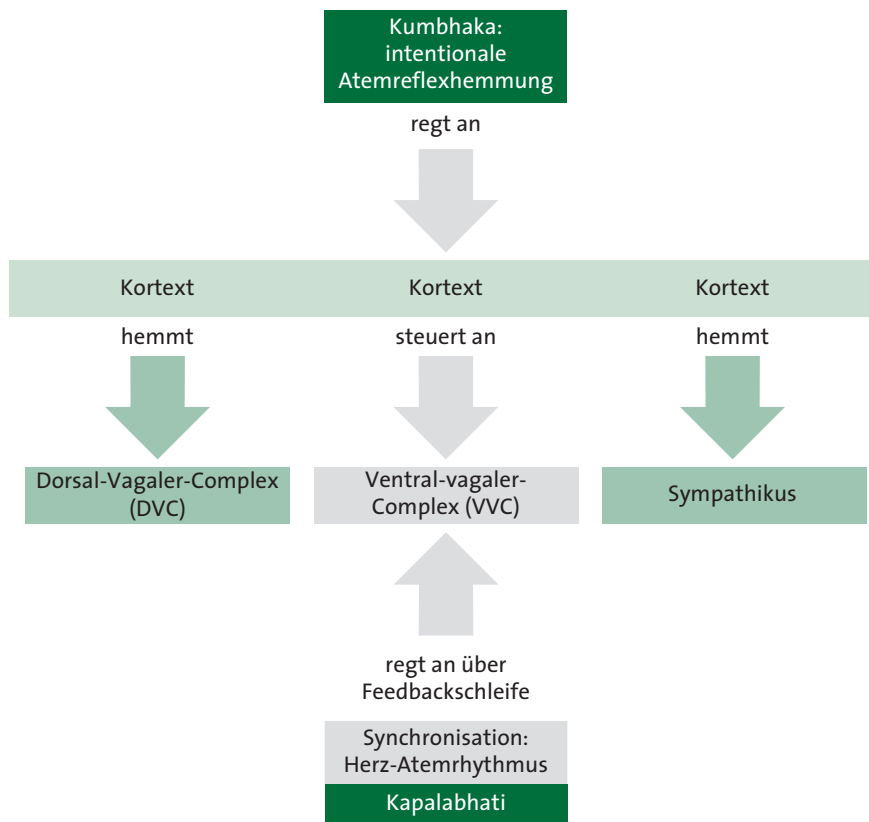 Kumbhaka:
intentionale
Atemreflexhemmung
regt an
Kortext Kortext Kortext
hemmt steuert an hemmt
Dorsal-Vagaler-Complex
(DVC)
Ventral-vagaler-
Complex (VVC)
Sympathikus
regt an über
Feedbackschleife
Synchronisation:
Herz-Atemrhythmus
Kapalabhati